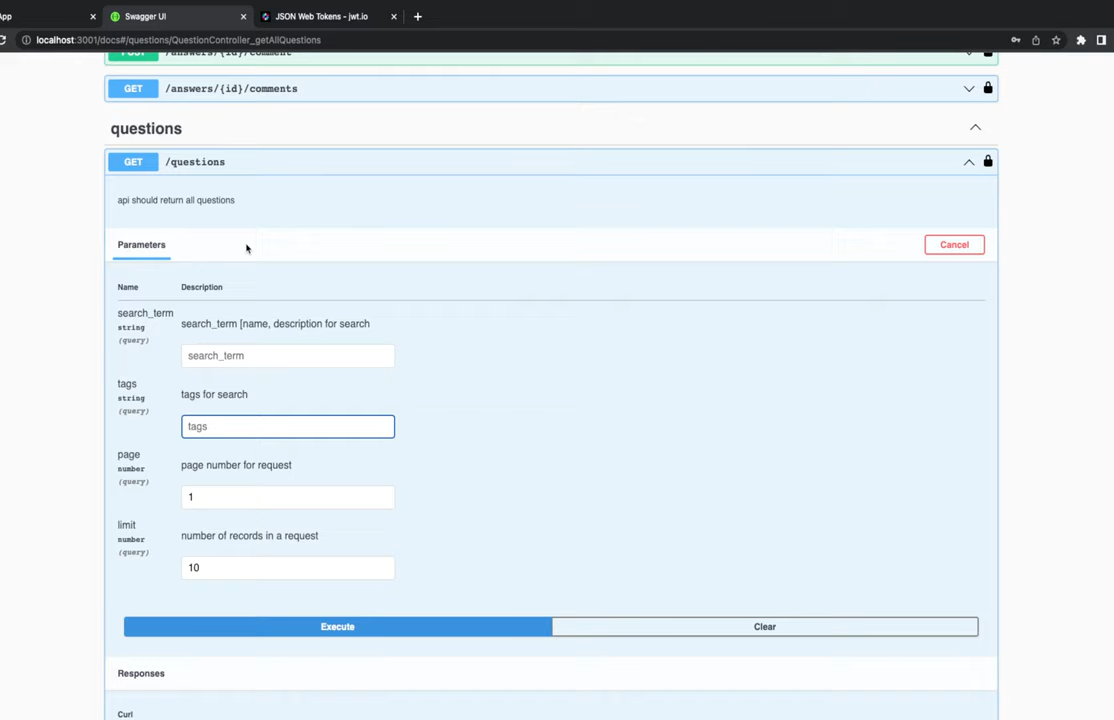 App
Swagger UI
JSON Web Tokens - jwt.io
localhost:3001/docs#/questions/QuestionController_getAllQuestions
POST /answers/{id}/comment
GET /answers/{id}/comments
questions
GET /questions
api should return all questions
Parameters
Cancel
Name Description
search_term
string
(query)
search_term [name, description for search
search_term
tags
string
(query)
tags for search
tags
page
number
(query)
page number for request
1
limit
number
(query)
number of records in a request
10
Execute
Clear
Responses
Curl